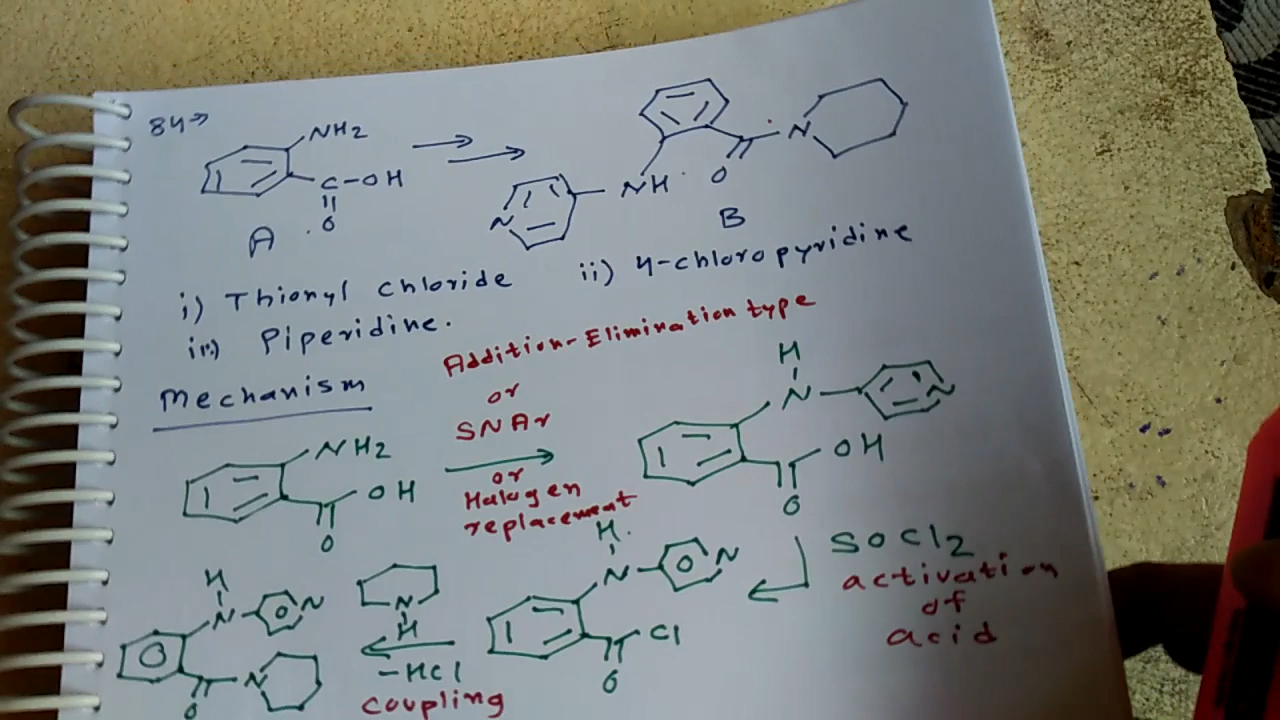 84→
NH2
C-OH
O
A
N
NH
O
N
B
i) Thionyl chloride ii) 4-chloropyridine
iii) Piperidine.
Mechanism
Addition-Elimination type
or
SNAr
or
Halogen
replacement
NH2
OH
O
H
N
N
OH
O
SOCl2
activation
of
acid
H
N
N
Cl
O
N
H
-HCl
coupling
H
N
N
N
O